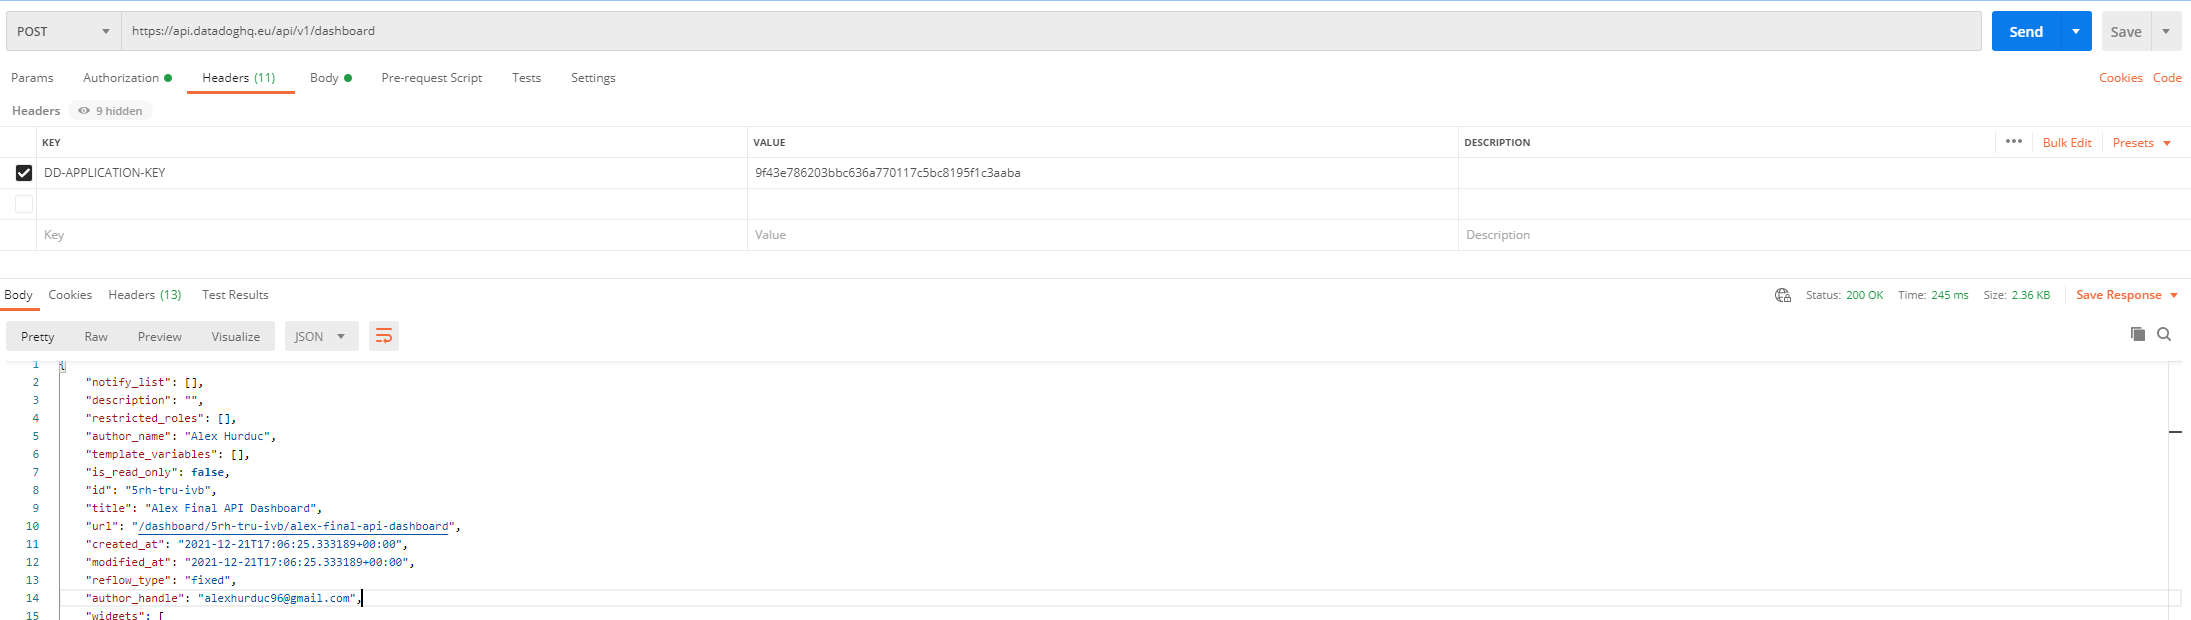 POST https://api.datadoghq.eu/api/v1/dashboard Send Save
Params Authorization Headers (11) Body Pre-request Script Tests Settings Cookies Code
Headers 9 hidden
KEY VALUE DESCRIPTION ••• Bulk Edit Presets
DD-APPLICATION-KEY 9f43e786203bbc636a770117c5bc8195f1c3aaba
Key Value Description
Body Cookies Headers (13) Test Results Status: 200 OK Time: 245 ms Size: 2.36 KB Save Response
Pretty Raw Preview Visualize JSON
1 {
2 "notify_list": [],
3 "description": "",
4 "restricted_roles": [],
5 "author_name": "Alex Hurduc",
6 "template_variables": [],
7 "is_read_only": false,
8 "id": "5rh-tru-ivb",
9 "title": "Alex Final API Dashboard",
10 "url": "/dashboard/5rh-tru-ivb/alex-final-api-dashboard",
11 "created_at": "2021-12-21T17:06:25.333189+00:00",
12 "modified_at": "2021-12-21T17:06:25.333189+00:00",
13 "reflow_type": "fixed",
14 "author_handle": "alexhurduc96@gmail.com",
15 "widgets": [